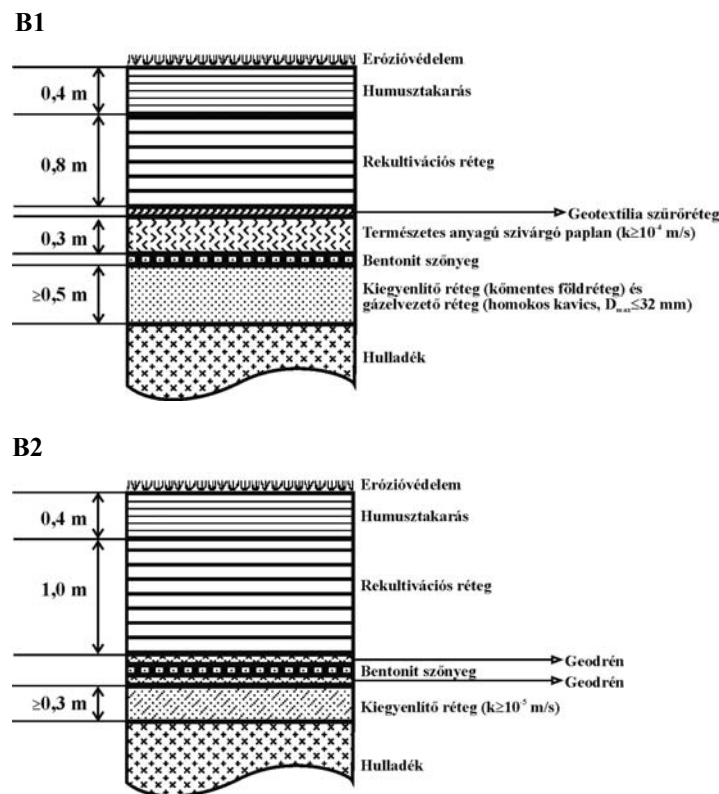 B1
Erózióvédelem
0,4 m
Humusztakarás
0,8 m
Rekultivációs réteg
Geotextília szűrőréteg
0,3 m
Természetes anyagú szivárgó paplan (k≥10⁻⁴ m/s)
Bentonit szőnyeg
≥0,5 m
Kiegyenlítő réteg (kőmentes földréteg) és
gázelvezető réteg (homokos kavics, Dₘₐₓ≤32 mm)
Hulladék
B2
Erózióvédelem
0,4 m
Humusztakarás
1,0 m
Rekultivációs réteg
Geodrén
Bentonit szőnyeg
Geodrén
≥0,3 m
Kiegyenlítő réteg (k≥10⁻⁵ m/s)
Hulladék